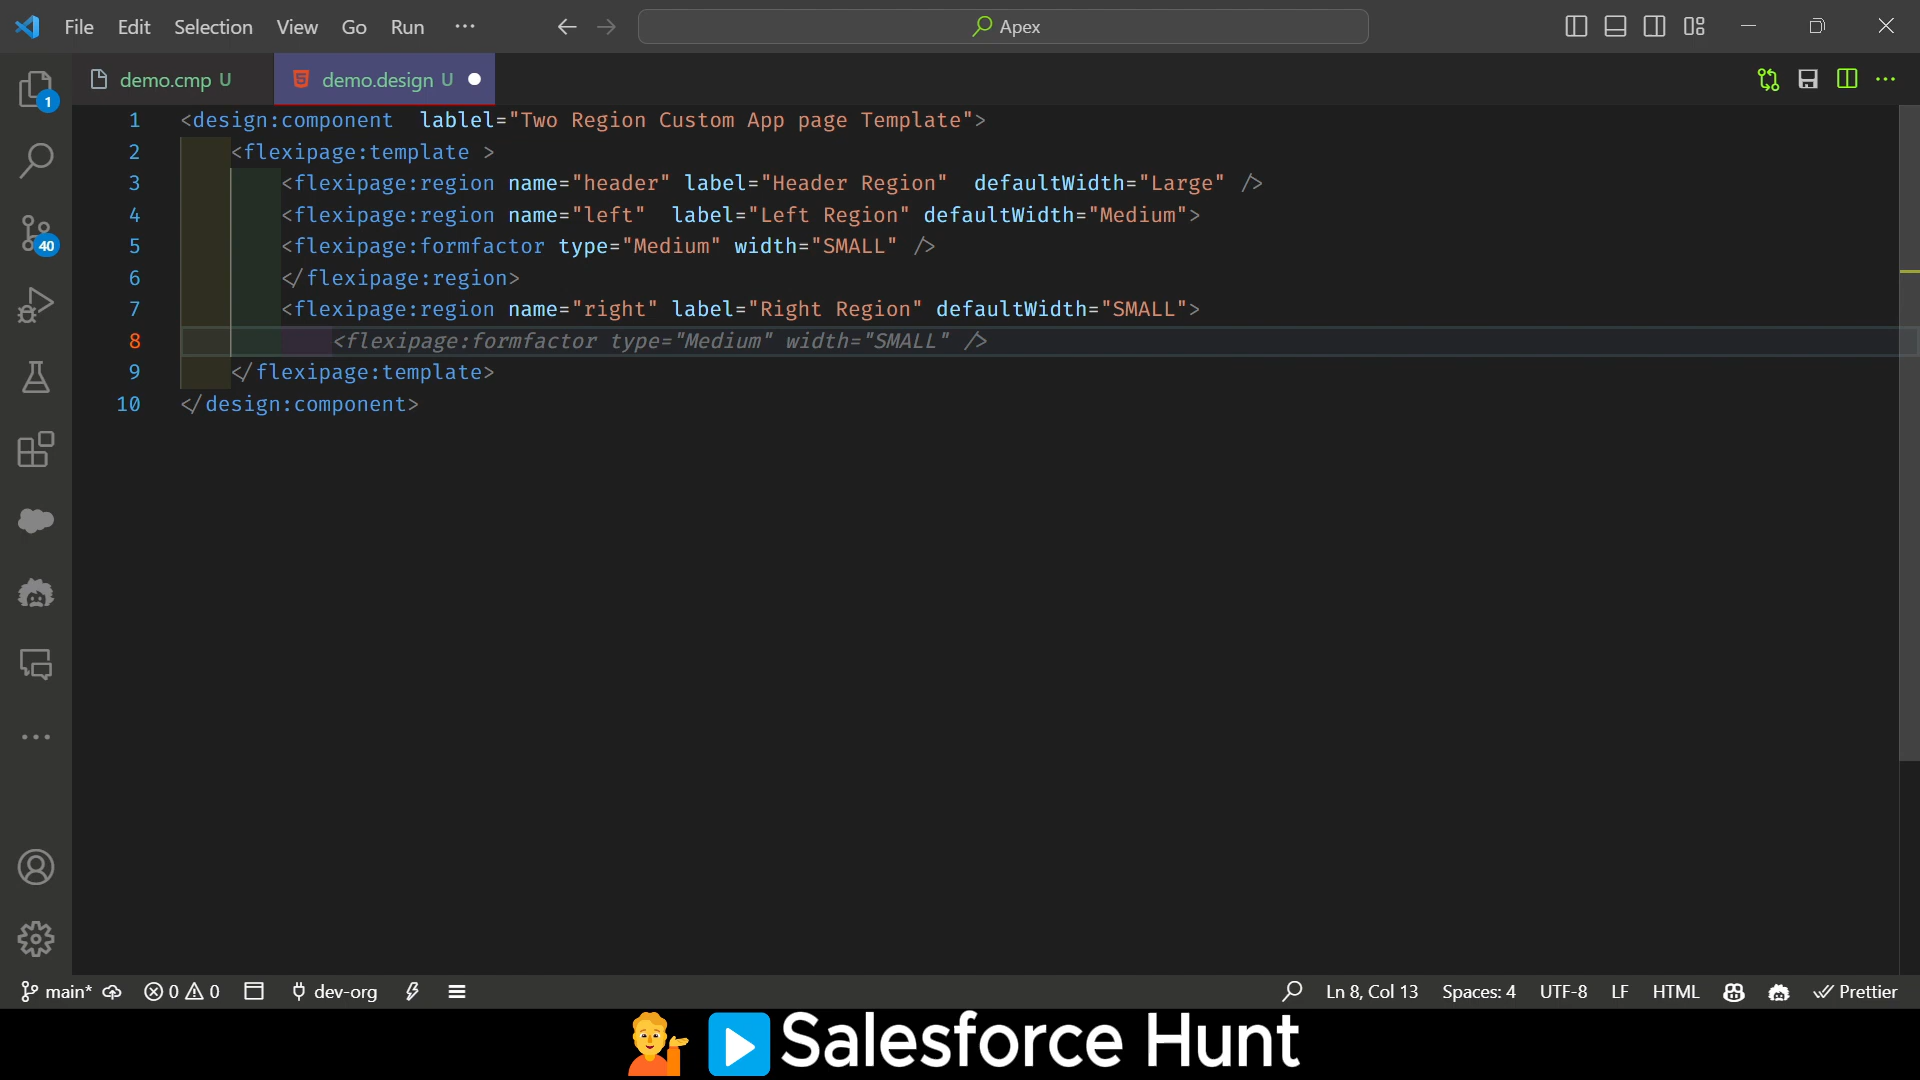 File Edit Selection View Go Run ··· Apex
demo.cmp U demo.design U
1 <design:component lablel="Two Region Custom App page Template">
2 <flexipage:template >
3 <flexipage:region name="header" label="Header Region" defaultWidth="Large" />
4 <flexipage:region name="left" label="Left Region" defaultWidth="Medium">
5 <flexipage:formfactor type="Medium" width="SMALL" />
6 </flexipage:region>
7 <flexipage:region name="right" label="Right Region" defaultWidth="SMALL">
8 <flexipage:formfactor type="Medium" width="SMALL" />
9 </flexipage:template>
10 </design:component>
1
40
main* 0 0 dev-org Ln 8, Col 13 Spaces: 4 UTF-8 LF HTML Prettier
Salesforce Hunt